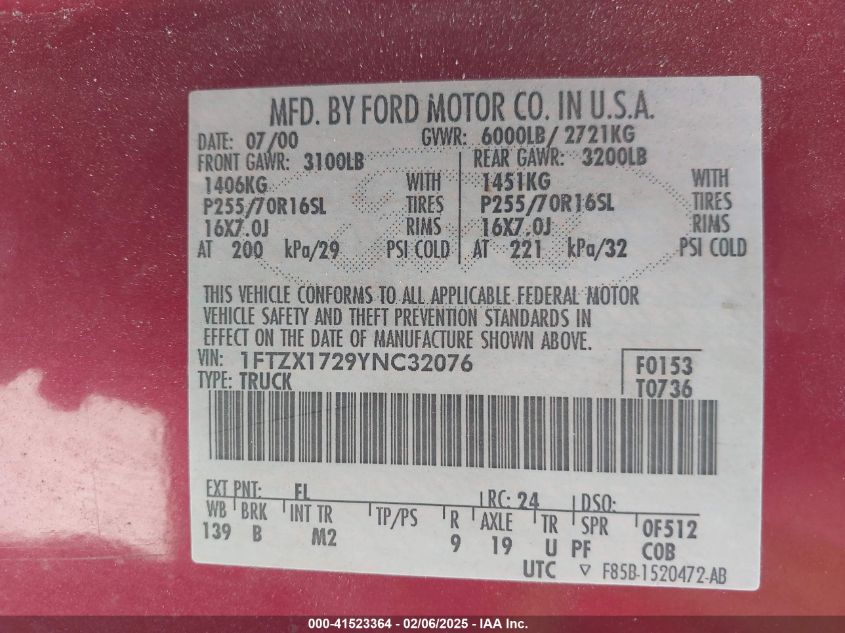 MFD. BY FORD MOTOR CO. IN U.S.A.
DATE: 07/00 GVWR: 6000LB/ 2721KG
FRONT GAWR: 3100LB REAR GAWR: 3200LB
1406KG WITH 1451KG WITH
P255/70R16SL TIRES P255/70R16SL TIRES
16X7.0J RIMS 16X7.0J RIMS
AT 200 kPa/29 PSI COLD AT 221 kPa/32 PSI COLD
THIS VEHICLE CONFORMS TO ALL APPLICABLE FEDERAL MOTOR
VEHICLE SAFETY AND THEFT PREVENTION STANDARDS IN
EFFECT ON THE DATE OF MANUFACTURE SHOWN ABOVE.
VIN: 1FTZX1729YNC32076 F0153
TYPE: TRUCK T0736
EXT PNT: FL RC: 24 DSO:
WB BRK INT TR TP/PS R AXLE TR SPR OF512
139 B M2 9 19 U PF COB
UTC ▽ F85B-1520472-AB
000-41523364 - 02/06/2025 - IAAI Inc.